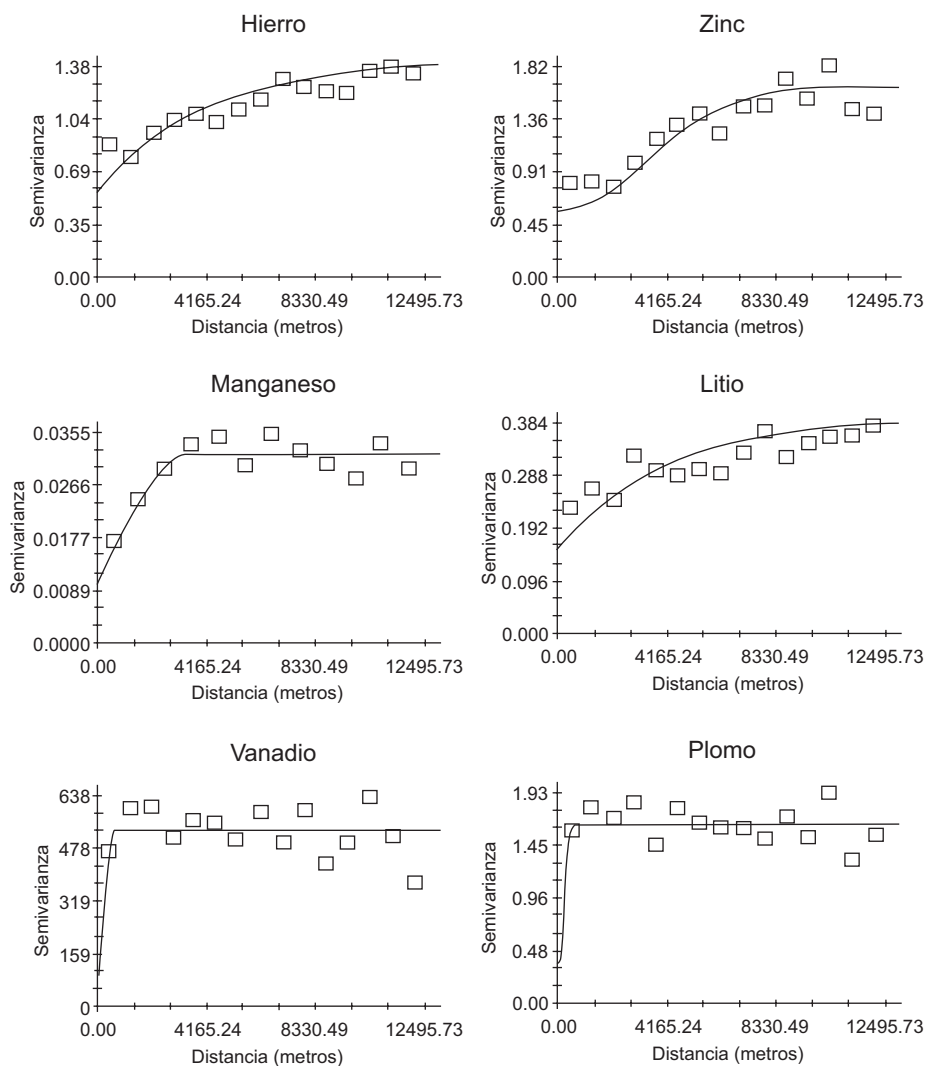 Hierro
1.38
1.04
0.69
0.35
0.00
Semivarianza
0.00 4165.24 8330.49 12495.73
Distancia (metros)
Zinc
1.82
1.36
0.91
0.45
0.00
Semivarianza
0.00 4165.24 8330.49 12495.73
Distancia (metros)
Manganeso
0.0355
0.0266
0.0177
0.0089
0.0000
Semivarianza
0.00 4165.24 8330.49 12495.73
Distancia (metros)
Litio
0.384
0.288
0.192
0.096
0.000
Semivarianza
0.00 4165.24 8330.49 12495.73
Distancia (metros)
Vanadio
638
478
319
159
0
Semivarianza
0.00 4165.24 8330.49 12495.73
Distancia (metros)
Plomo
1.93
1.45
0.96
0.48
0.00
Semivarianza
0.00 4165.24 8330.49 12495.73
Distancia (metros)